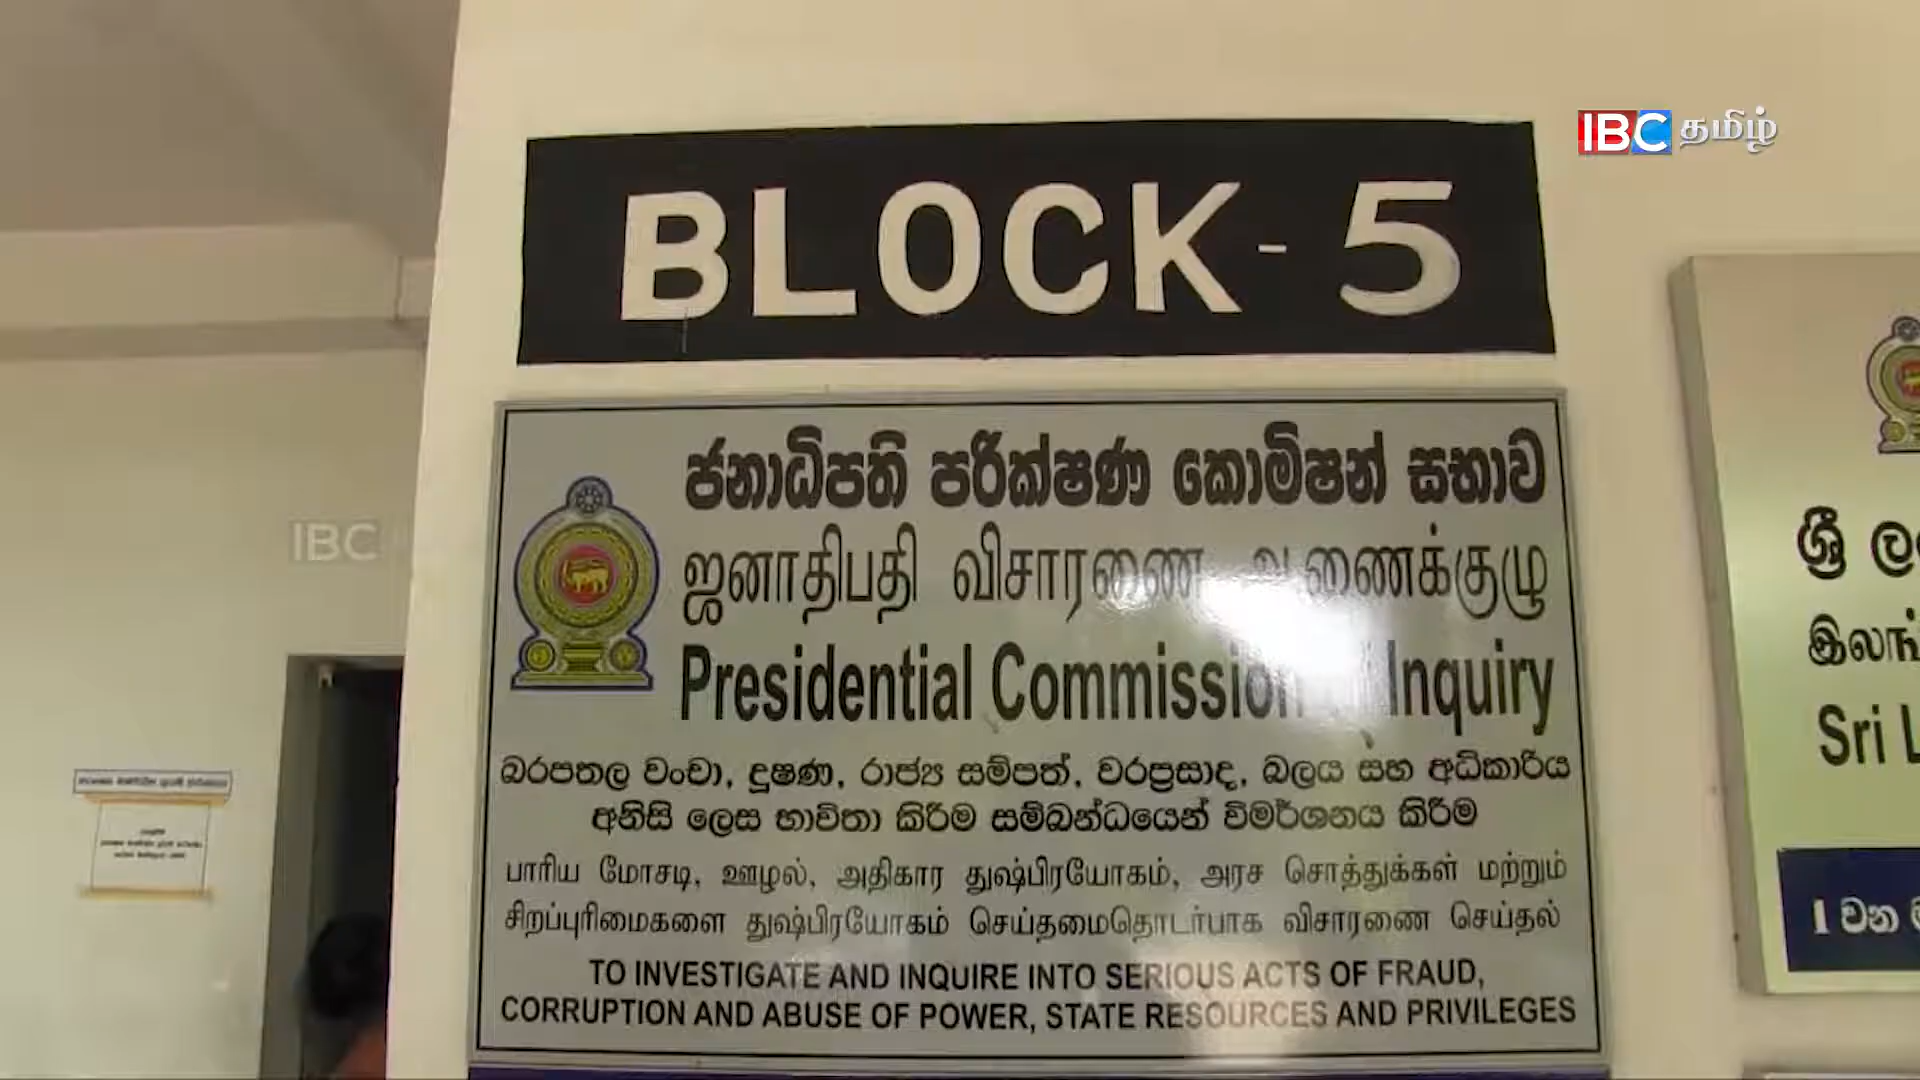 IBC தமிழ்
BLOCK - 5
ජනාධිපති පරීක්ෂණ කොමිෂන් සභාව
ஜனாதிபதி விசாரணை ஆணைக்குழு
Presidential Commission Inquiry
බරපතල වංචා, දූෂණ, රාජ්‍ය සම්පත්, වරප්‍රසාද, බලය සහ අධිකාරිය
අනිසි ලෙස භාවිතා කිරීම සම්බන්ධයෙන් විමර්ශනය කිරීම
பாரிய மோசடி, ஊழல், அதிகார துஷ்பிரயோகம், அரச சொத்துக்கள் மற்றும்
சிறப்புரிமைகளை துஷ்பிரயோகம் செய்தமைதொடர்பாக விசாரணை செய்தல்
TO INVESTIGATE AND INQUIRE INTO SERIOUS ACTS OF FRAUD,
CORRUPTION AND ABUSE OF POWER, STATE RESOURCES AND PRIVILEGES
IBC
ශ්‍රී ල
இலங்
Sri L
1 වන